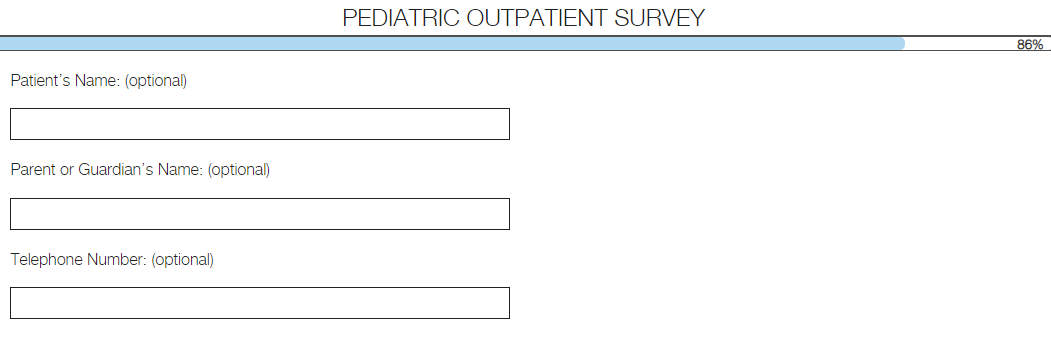 PEDIATRIC OUTPATIENT SURVEY
86%
Patient's Name: (optional)
Parent or Guardian's Name: (optional)
Telephone Number: (optional)